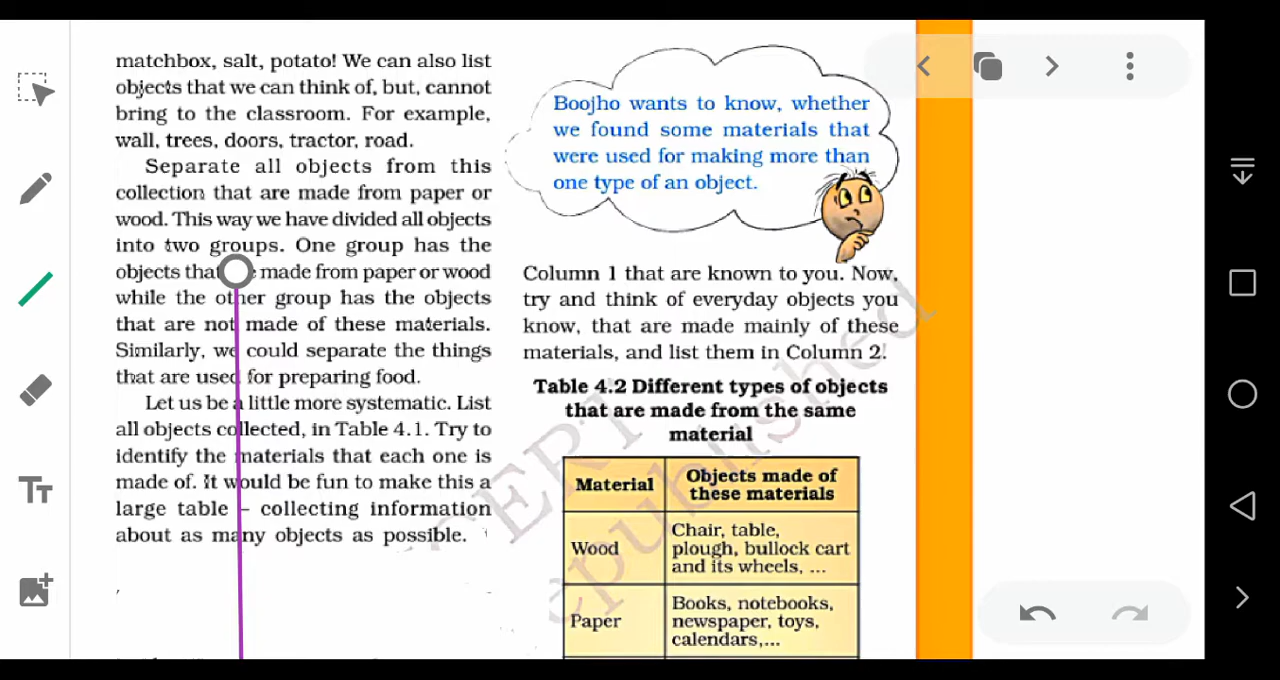 matchbox, salt, potato! We can also list
objects that we can think of, but, cannot
bring to the classroom. For example,
wall, trees, doors, tractor, road.
Separate all objects from this
collection that are made from paper or
wood. This way we have divided all objects
into two groups. One group has the
objects that made from paper or wood
while the other group has the objects
that are not made of these materials.
Similarly, we could separate the things
that are used for preparing food.
Let us be a little more systematic. List
all objects collected, in Table 4.1. Try to
identify the materials that each one is
made of. It would be fun to make this a
large table – collecting information
about as many objects as possible.
Boojho wants to know, whether
we found some materials that
were used for making more than
one type of an object.
Column 1 that are known to you. Now,
try and think of everyday objects you
know, that are made mainly of these
materials, and list them in Column 2.
Table 4.2 Different types of objects
that are made from the same
material
Material Objects made of
these materials
Wood Chair, table,
plough, bullock cart
and its wheels, ...
Paper Books, notebooks,
newspaper, toys,
calendars,...
Tт